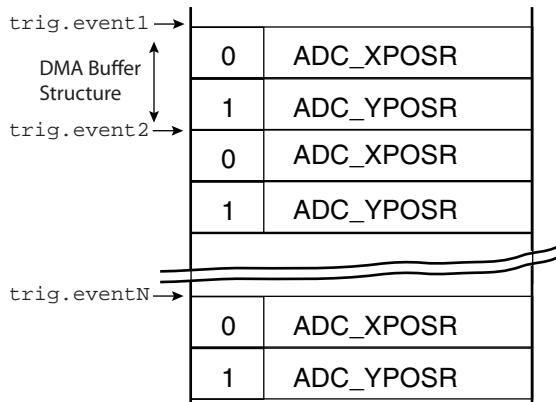 trig.event1
0 ADC_XPOSR
DMA Buffer
Structure
1 ADC_YPOSR
trig.event2
0 ADC_XPOSR
1 ADC_YPOSR
trig.eventN
0 ADC_XPOSR
1 ADC_YPOSR